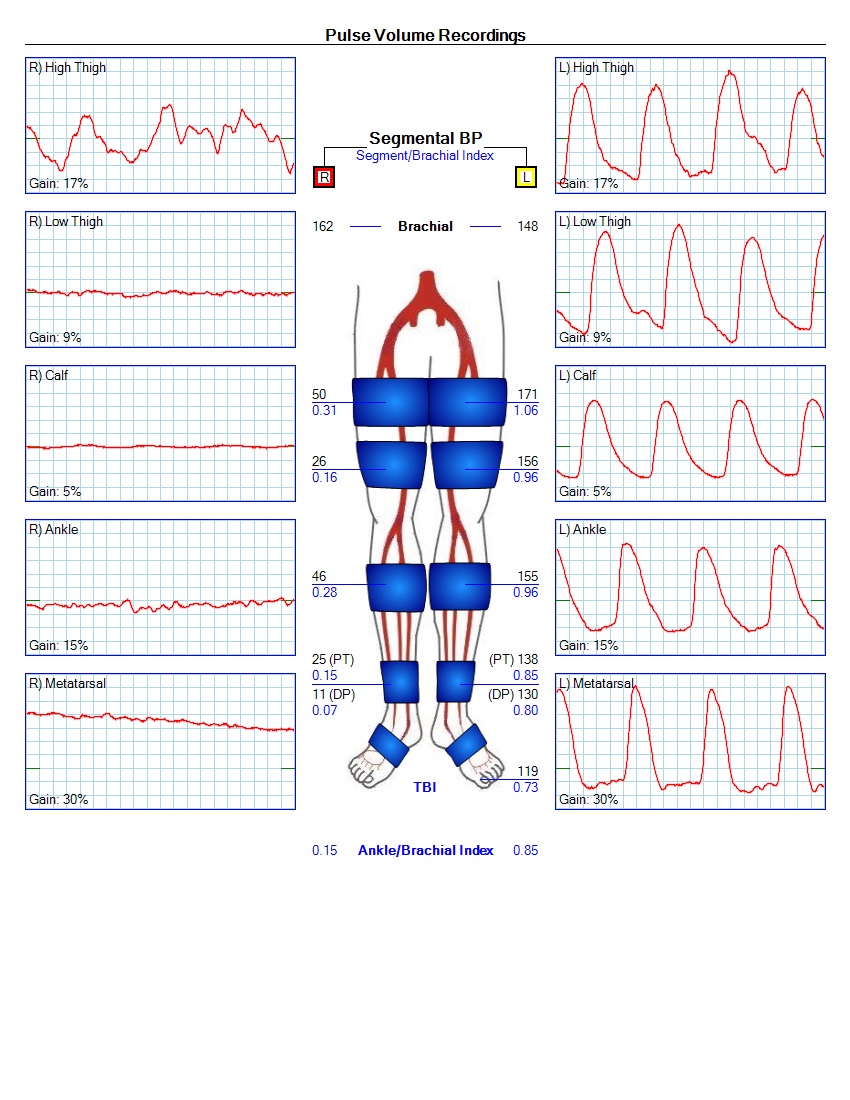 Pulse Volume Recordings
R) High Thigh
Gain: 17%
R) Low Thigh
Gain: 9%
R) Calf
Gain: 5%
R) Ankle
Gain: 15%
R) Metatarsal
Gain: 30%
Segmental BP
Segment/Brachial Index
R L
162 Brachial 148
50 171
0.31 1.06
26 156
0.16 0.96
46 155
0.28 0.96
25 (PT) (PT) 138
0.15 0.85
11 (DP) (DP) 130
0.07 0.80
119
TBI 0.73
0.15 Ankle/Brachial Index 0.85
L) High Thigh
Gain: 17%
L) Low Thigh
Gain: 9%
L) Calf
Gain: 5%
L) Ankle
Gain: 15%
L) Metatarsal
Gain: 30%